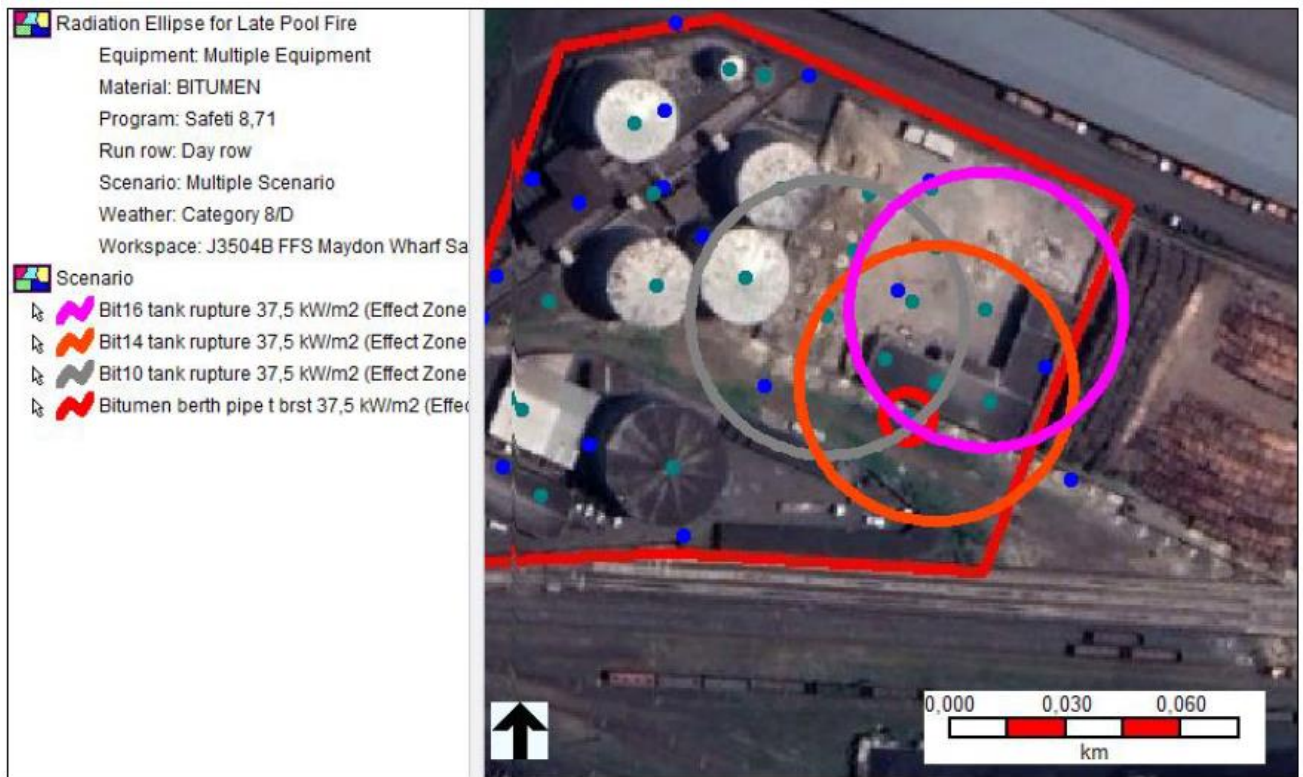 Radiation Ellipse for Late Pool Fire
Equipment: Multiple Equipment
Material: BITUMEN
Program: Safeti 8,71
Run row: Day row
Scenario: Multiple Scenario
Weather: Category 8/D
Workspace: J3504B FFS Maydon Wharf Sa
Scenario
Bit16 tank rupture 37,5 kW/m2 (Effect Zone
Bit14 tank rupture 37,5 kW/m2 (Effect Zone
Bit10 tank rupture 37,5 kW/m2 (Effect Zone
Bitumen berth pipe t brst 37,5 kW/m2 (Effec
0,000 0,030 0,060
km